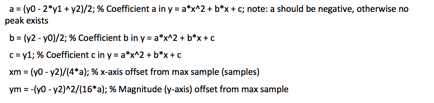 a = (y0 - 2*y1 + y2)/2; % Coefficient a in y = a*x^2 + b*x + c; note: a should be negative, otherwise no
peak exists
b = (y2 - y0)/2; % Coefficient b in y = a*x^2 + b*x + c
c = y1; % Coefficient c in y = a*x^2 + b*x + c
xm = (y0 - y2)/(4*a); % x-axis offset from max sample (samples)
ym = -(y0 - y2)^2/(16*a); % Magnitude (y-axis) offset from max sample